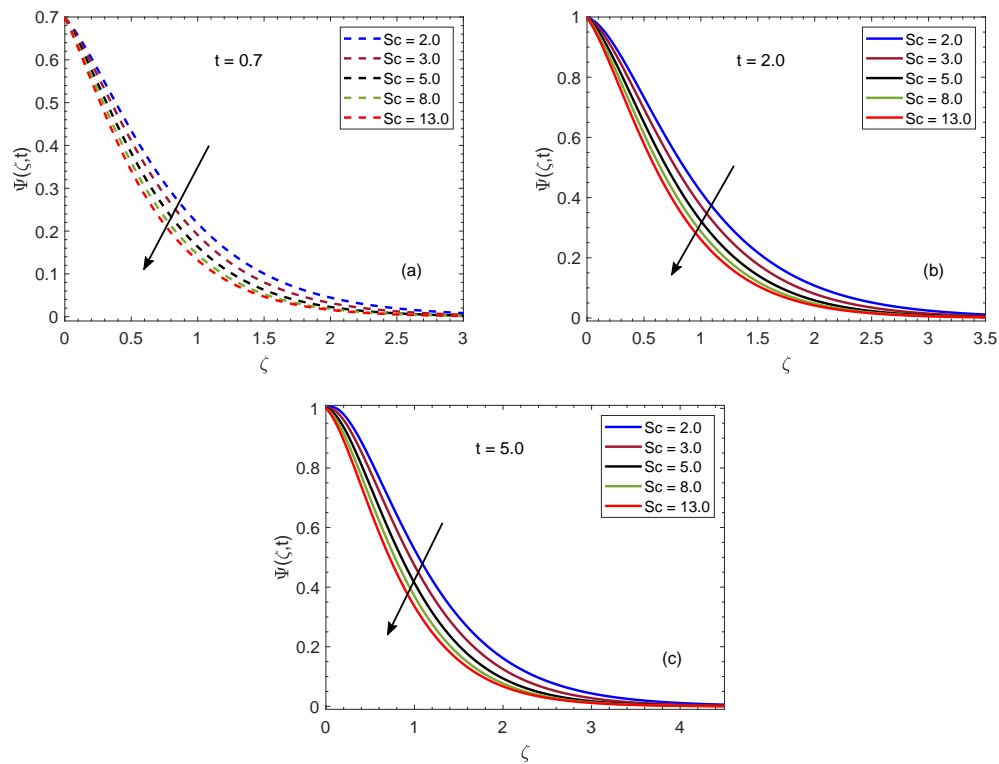 0.7
0.6
0.5
0.4
0.3
0.2
0.1
0
Ψ(ζ,t)
t = 0.7
Sc = 2.0
Sc = 3.0
Sc = 5.0
Sc = 8.0
Sc = 13.0
(a)
0 0.5 1 1.5 2 2.5 3
ζ
1
0.8
0.6
0.4
0.2
0
Ψ(ζ,t)
t = 2.0
Sc = 2.0
Sc = 3.0
Sc = 5.0
Sc = 8.0
Sc = 13.0
(b)
0 0.5 1 1.5 2 2.5 3 3.5
ζ
1
0.8
0.6
0.4
0.2
0
Ψ(ζ,t)
t = 5.0
Sc = 2.0
Sc = 3.0
Sc = 5.0
Sc = 8.0
Sc = 13.0
(c)
0 1 2 3 4
ζ